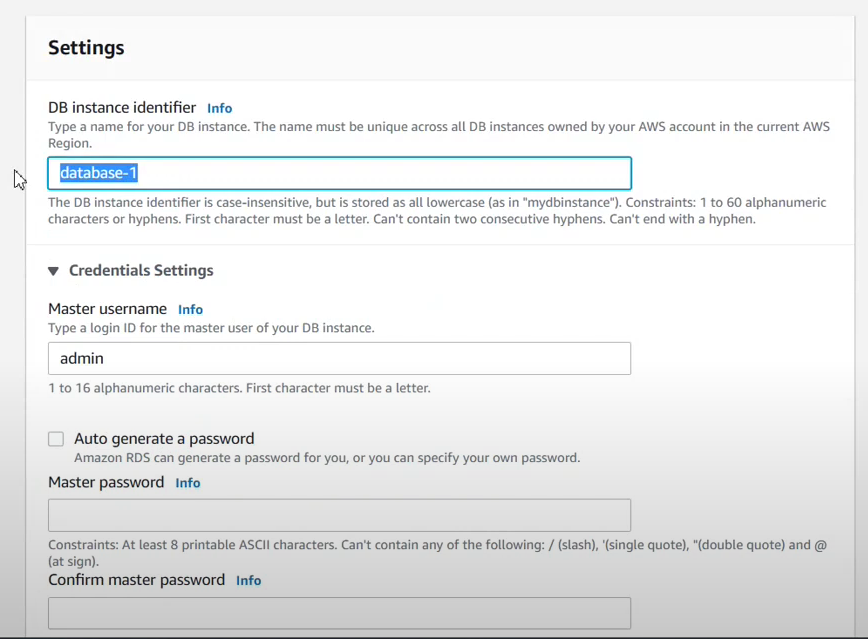 Settings
DB instance identifier Info
Type a name for your DB instance. The name must be unique across all DB instances owned by your AWS account in the current AWS
Region.
database-1
The DB instance identifier is case-insensitive, but is stored as all lowercase (as in "mydbinstance"). Constraints: 1 to 60 alphanumeric
characters or hyphens. First character must be a letter. Can't contain two consecutive hyphens. Can't end with a hyphen.
▼ Credentials Settings
Master username Info
Type a login ID for the master user of your DB instance.
admin
1 to 16 alphanumeric characters. First character must be a letter.
Auto generate a password
Amazon RDS can generate a password for you, or you can specify your own password.
Master password Info
Constraints: At least 8 printable ASCII characters. Can't contain any of the following: / (slash), '(single quote), "(double quote) and @
(at sign).
Confirm master password Info